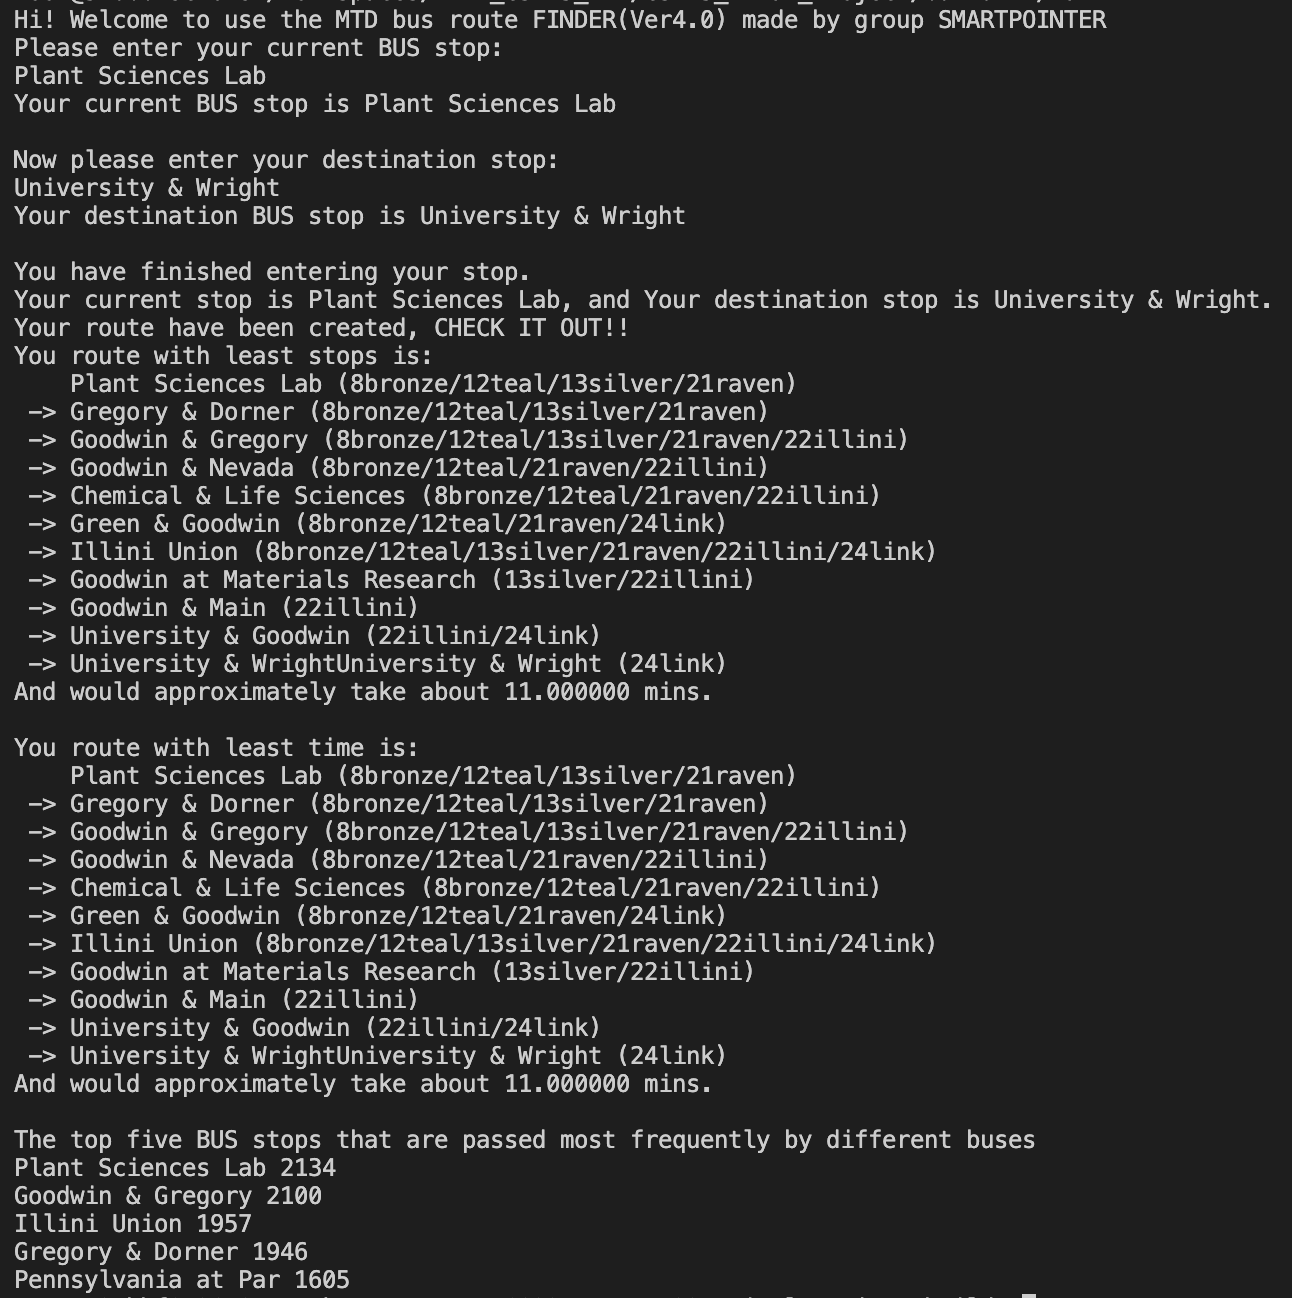 Hi! Welcome to use the MTD bus route FINDER(Ver4.0) made by group SMARTPOINTER
Please enter your current BUS stop:
Plant Sciences Lab
Your current BUS stop is Plant Sciences Lab
Now please enter your destination stop:
University & Wright
Your destination BUS stop is University & Wright
You have finished entering your stop.
Your current stop is Plant Sciences Lab, and Your destination stop is University & Wright.
Your route have been created, CHECK IT OUT!!
You route with least stops is:
Plant Sciences Lab (8bronze/12teal/13silver/21raven)
-> Gregory & Dorner (8bronze/12teal/13silver/21raven)
-> Goodwin & Gregory (8bronze/12teal/13silver/21raven/22illini)
-> Goodwin & Nevada (8bronze/12teal/21raven/22illini)
-> Chemical & Life Sciences (8bronze/12teal/21raven/22illini)
-> Green & Goodwin (8bronze/12teal/21raven/24link)
-> Illini Union (8bronze/12teal/13silver/21raven/22illini/24link)
-> Goodwin at Materials Research (13silver/22illini)
-> Goodwin & Main (22illini)
-> University & Goodwin (22illini/24link)
-> University & WrightUniversity & Wright (24link)
And would approximately take about 11.000000 mins.
You route with least time is:
Plant Sciences Lab (8bronze/12teal/13silver/21raven)
-> Gregory & Dorner (8bronze/12teal/13silver/21raven)
-> Goodwin & Gregory (8bronze/12teal/13silver/21raven/22illini)
-> Goodwin & Nevada (8bronze/12teal/21raven/22illini)
-> Chemical & Life Sciences (8bronze/12teal/21raven/22illini)
-> Green & Goodwin (8bronze/12teal/21raven/24link)
-> Illini Union (8bronze/12teal/13silver/21raven/22illini/24link)
-> Goodwin at Materials Research (13silver/22illini)
-> Goodwin & Main (22illini)
-> University & Goodwin (22illini/24link)
-> University & WrightUniversity & Wright (24link)
And would approximately take about 11.000000 mins.
The top five BUS stops that are passed most frequently by different buses
Plant Sciences Lab 2134
Goodwin & Gregory 2100
Illini Union 1957
Gregory & Dorner 1946
Pennsylvania at Par 1605